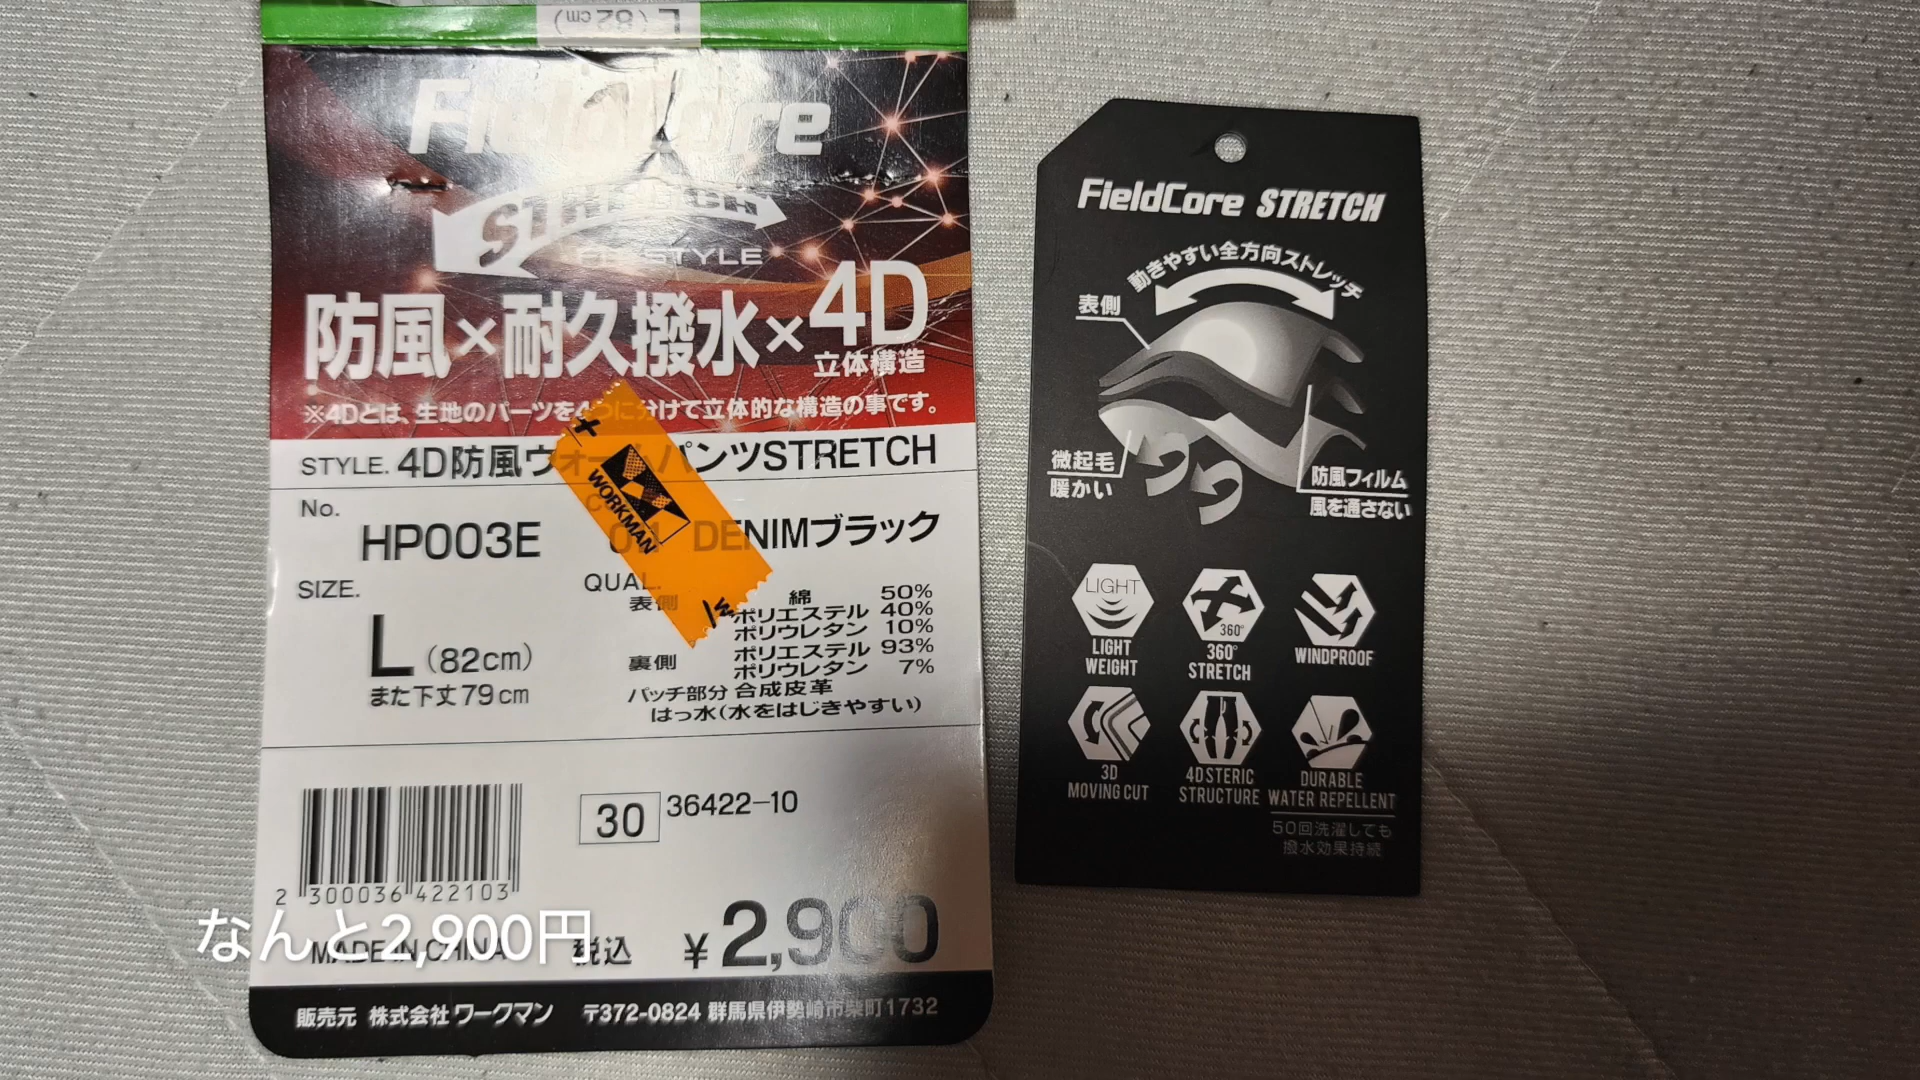 L(82cm)
FieldCore
STRETCH
STYLE
防風×耐久撥水×4D
立体構造
※4Dとは、生地のパーツを4つに分けて立体的な構造の事です。
STYLE. 4D防風ウォームパンツSTRETCH
No.
HP003E
DENIMブラック
SIZE.
L(82cm)
また下丈79cm
QUAL.
表側 綿 50%
ポリエステル 40%
ポリウレタン 10%
裏側 ポリエステル 93%
ポリウレタン 7%
パッチ部分 合成皮革
はっ水(水をはじきやすい)
WORKMAN
30 36422-10
2 300036 422103
なんと2,900円
MADE IN CHINA 税込 ¥2,900
販売元 株式会社ワークマン 〒372-0824 群馬県伊勢崎市柴町1732
FieldCore STRETCH
動きやすい全方向ストレッチ
表側
微起毛
暖かい
防風フィルム
風を通さない
LIGHT
LIGHT
WEIGHT
360°
360°
STRETCH
WINDPROOF
3D
MOVING CUT
4D STERIC
STRUCTURE
DURABLE
WATER REPELLENT
50回洗濯しても
撥水効果持続